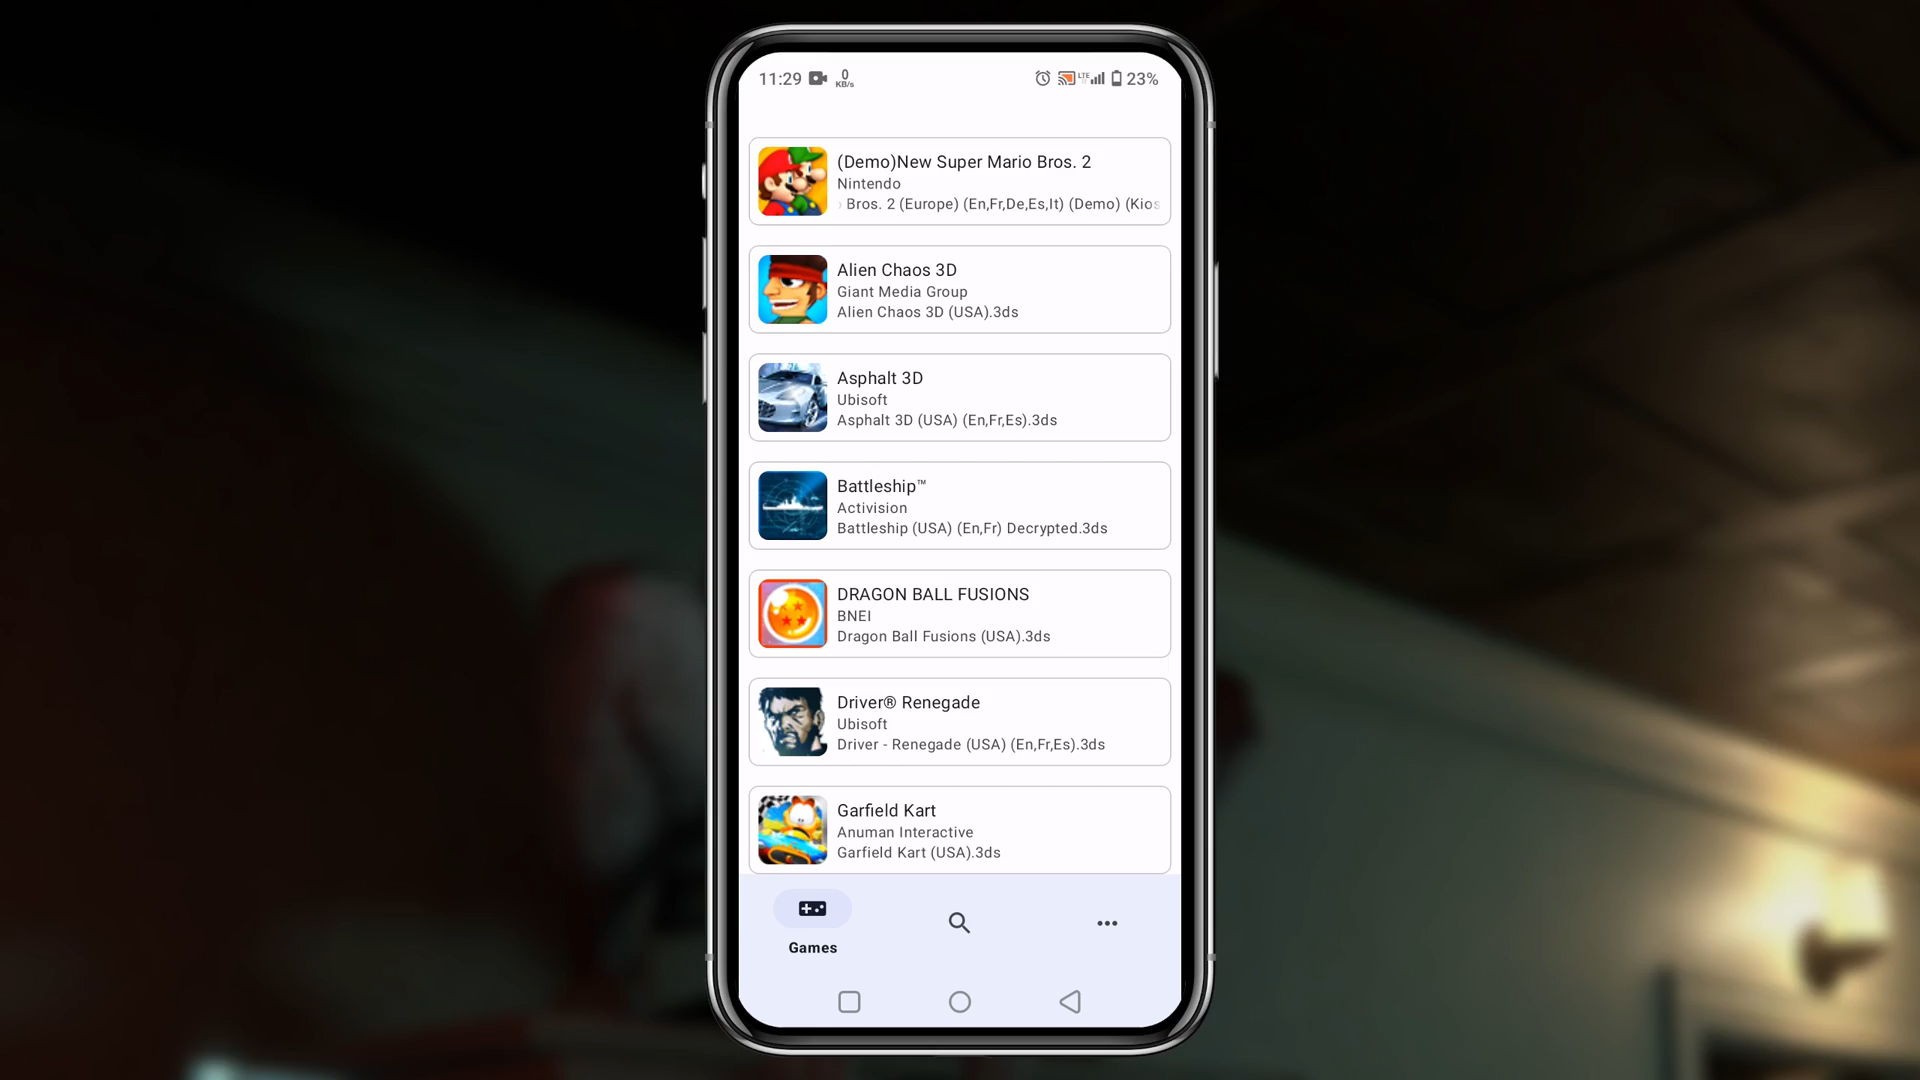 11:29 0 KB/s LTE 23%
(Demo)New Super Mario Bros. 2
Nintendo
Bros. 2 (Europe) (En,Fr,De,Es,It) (Demo) (Kios
Alien Chaos 3D
Giant Media Group
Alien Chaos 3D (USA).3ds
Asphalt 3D
Ubisoft
Asphalt 3D (USA) (En,Fr,Es).3ds
Battleship™
Activision
Battleship (USA) (En,Fr) Decrypted.3ds
DRAGON BALL FUSIONS
BNEI
Dragon Ball Fusions (USA).3ds
Driver® Renegade
Ubisoft
Driver - Renegade (USA) (En,Fr,Es).3ds
Garfield Kart
Anuman Interactive
Garfield Kart (USA).3ds
Games